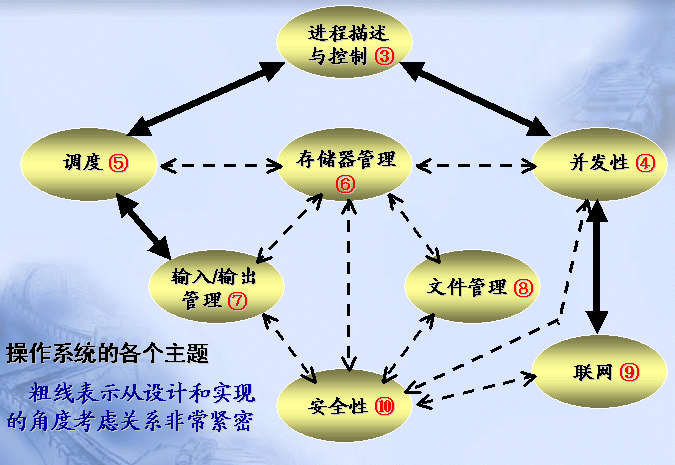 进程描述
与控制③
调度⑤
存储器管理
⑥
并发性④
输入/输出
管理⑦
文件管理⑧
操作系统的各个主题
粗线表示从设计和实现
的角度考虑关系非常紧密
安全性⑩
联网⑨